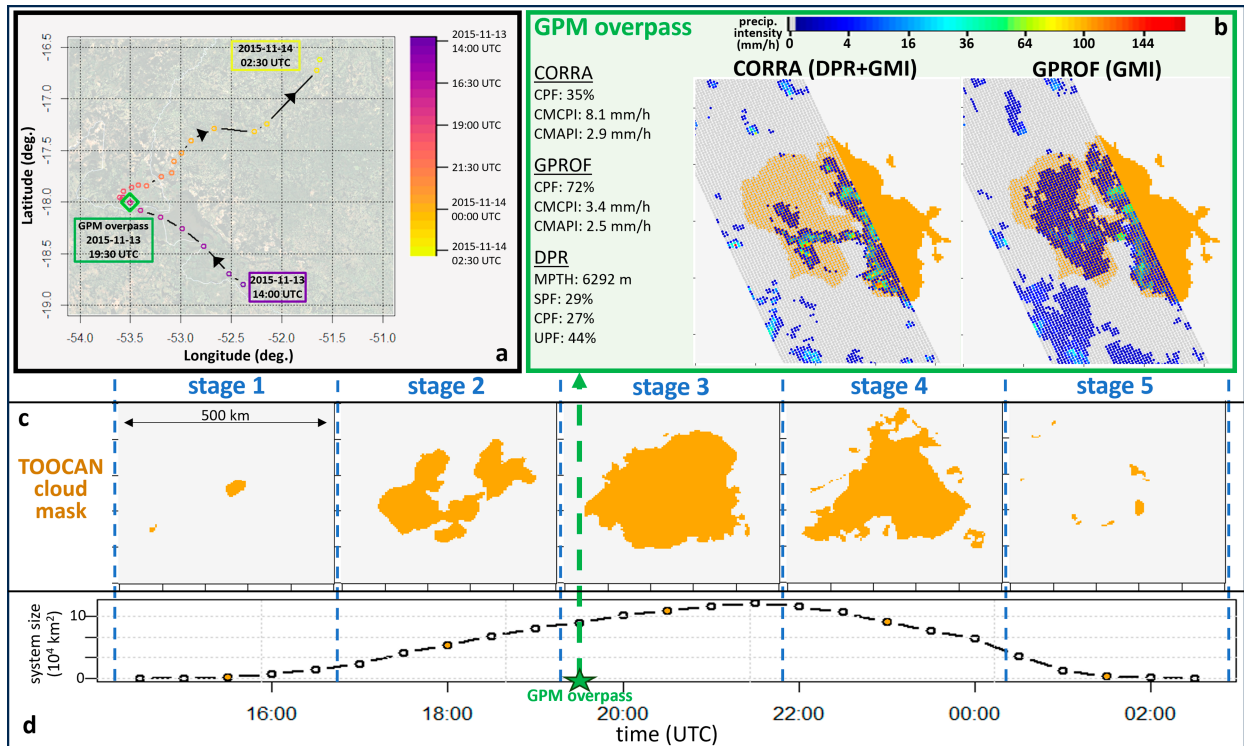 2015-11-14
02:30 UTC
2015-11-13
14:00 UTC
16:30 UTC
19:00 UTC
21:30 UTC
2015-11-14
00:00 UTC
2015-11-14
02:30 UTC
-16.5
-17.0
-17.5
-18.0
-18.5
-19.0
Latitude (deg.)
GPM overpass
2015-11-13
19:30 UTC
2015-11-13
14:00 UTC
-54.0 -53.5 -53.0 -52.5 -52.0 -51.5 -51.0
Longitude (deg.)
a
GPM overpass
precip.
intensity
(mm/h)
0 4 16 36 64 100 144
b
CORRA (DPR+GMI)
GPROF (GMI)
CORRA
CPF: 35%
CMCPI: 8.1 mm/h
CMAPI: 2.9 mm/h
GPROF
CPF: 72%
CMCPI: 3.4 mm/h
CMAPI: 2.5 mm/h
DPR
MPTH: 6292 m
SPF: 29%
CPF: 27%
UPF: 44%
stage 1 stage 2 stage 3 stage 4 stage 5
c
500 km
TOOCAN
cloud
mask
system size
(10⁴ km²)
10
0
GPM overpass
16:00 18:00 20:00 22:00 00:00 02:00
time (UTC)
d